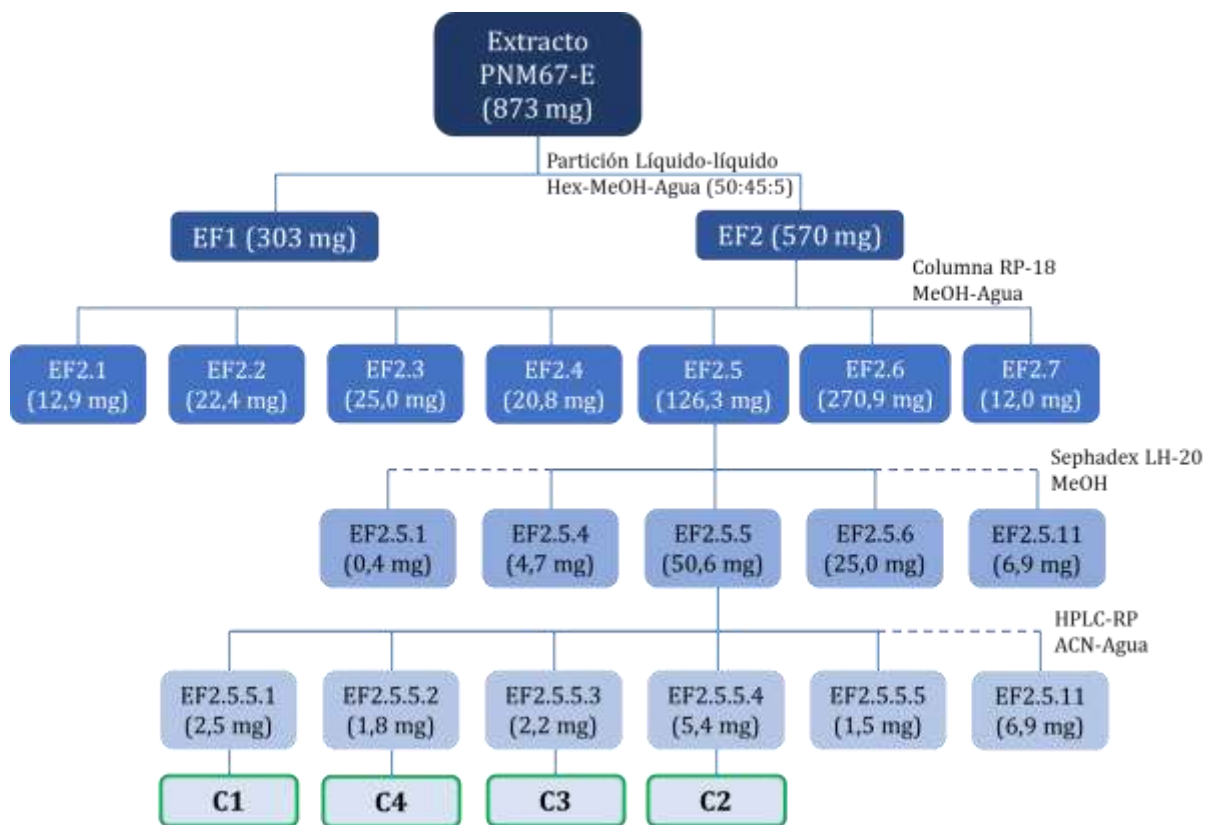 Extracto
PNM67-E
(873 mg)
Partición Líquido-líquido
Hex-MeOH-Agua (50:45:5)
EF1 (303 mg)
EF2 (570 mg)
Columna RP-18
MeOH-Agua
EF2.1
(12,9 mg)
EF2.2
(22,4 mg)
EF2.3
(25,0 mg)
EF2.4
(20,8 mg)
EF2.5
(126,3 mg)
EF2.6
(270,9 mg)
EF2.7
(12,0 mg)
Sephadex LH-20
MeOH
EF2.5.1
(0,4 mg)
EF2.5.4
(4,7 mg)
EF2.5.5
(50,6 mg)
EF2.5.6
(25,0 mg)
EF2.5.11
(6,9 mg)
HPLC-RP
ACN-Agua
EF2.5.5.1
(2,5 mg)
EF2.5.5.2
(1,8 mg)
EF2.5.5.3
(2,2 mg)
EF2.5.5.4
(5,4 mg)
EF2.5.5.5
(1,5 mg)
EF2.5.11
(6,9 mg)
C1
C4
C3
C2